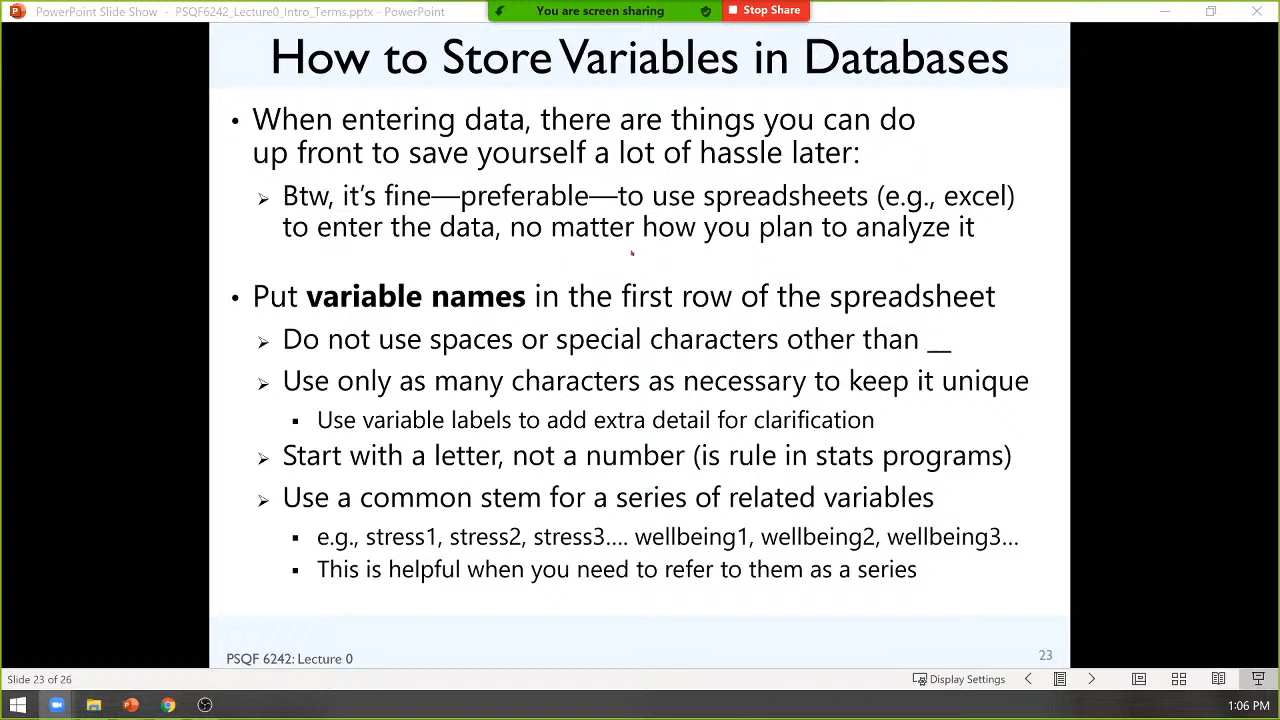 PowerPoint Slide Show - PSQF6242_Lecture0_Intro_Terms.pptx - PowerPoint
You are screen sharing
Stop Share
How to Store Variables in Databases
• When entering data, there are things you can do
up front to save yourself a lot of hassle later:
➢ Btw, it's fine—preferable—to use spreadsheets (e.g., excel)
to enter the data, no matter how you plan to analyze it
• Put variable names in the first row of the spreadsheet
➢ Do not use spaces or special characters other than __
➢ Use only as many characters as necessary to keep it unique
▪ Use variable labels to add extra detail for clarification
➢ Start with a letter, not a number (is rule in stats programs)
➢ Use a common stem for a series of related variables
▪ e.g., stress1, stress2, stress3.... wellbeing1, wellbeing2, wellbeing3...
▪ This is helpful when you need to refer to them as a series
PSQF 6242: Lecture 0
23
Slide 23 of 26
Display Settings
1:06 PM